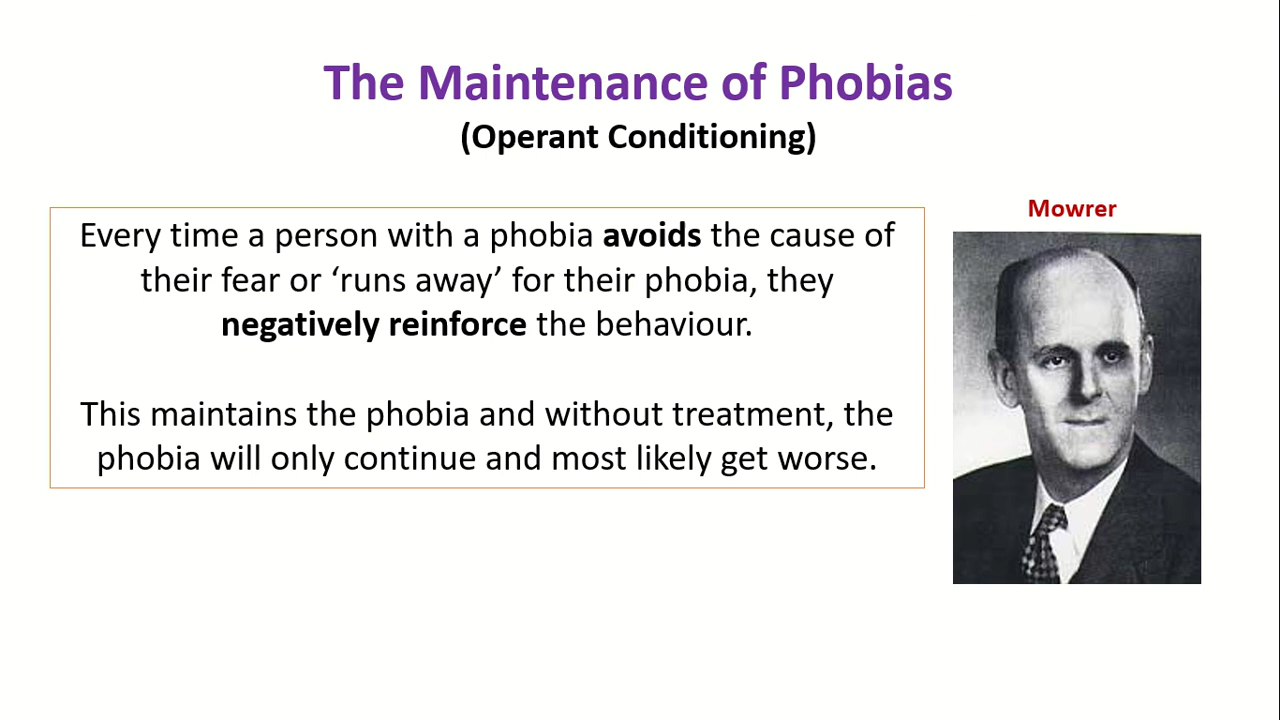 The Maintenance of Phobias
(Operant Conditioning)
Every time a person with a phobia avoids the cause of
their fear or ‘runs away’ for their phobia, they
negatively reinforce the behaviour.
This maintains the phobia and without treatment, the
phobia will only continue and most likely get worse.
Mowrer